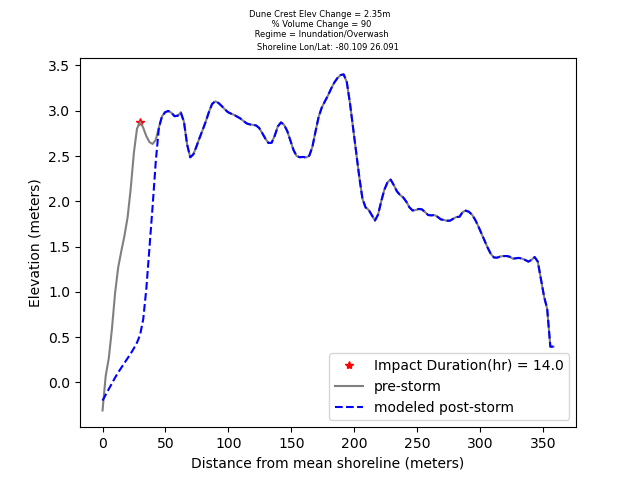 Dune Crest Elev Change = 2.35m
% Volume Change = 90
Regime = Inundation/Overwash
Shoreline Lon/Lat: -80.109 26.091
3.5
3.0
2.5
2.0
1.5
1.0
0.5
0.0
Elevation (meters)
Impact Duration(hr) = 14.0
pre-storm
modeled post-storm
0 50 100 150 200 250 300 350
Distance from mean shoreline (meters)